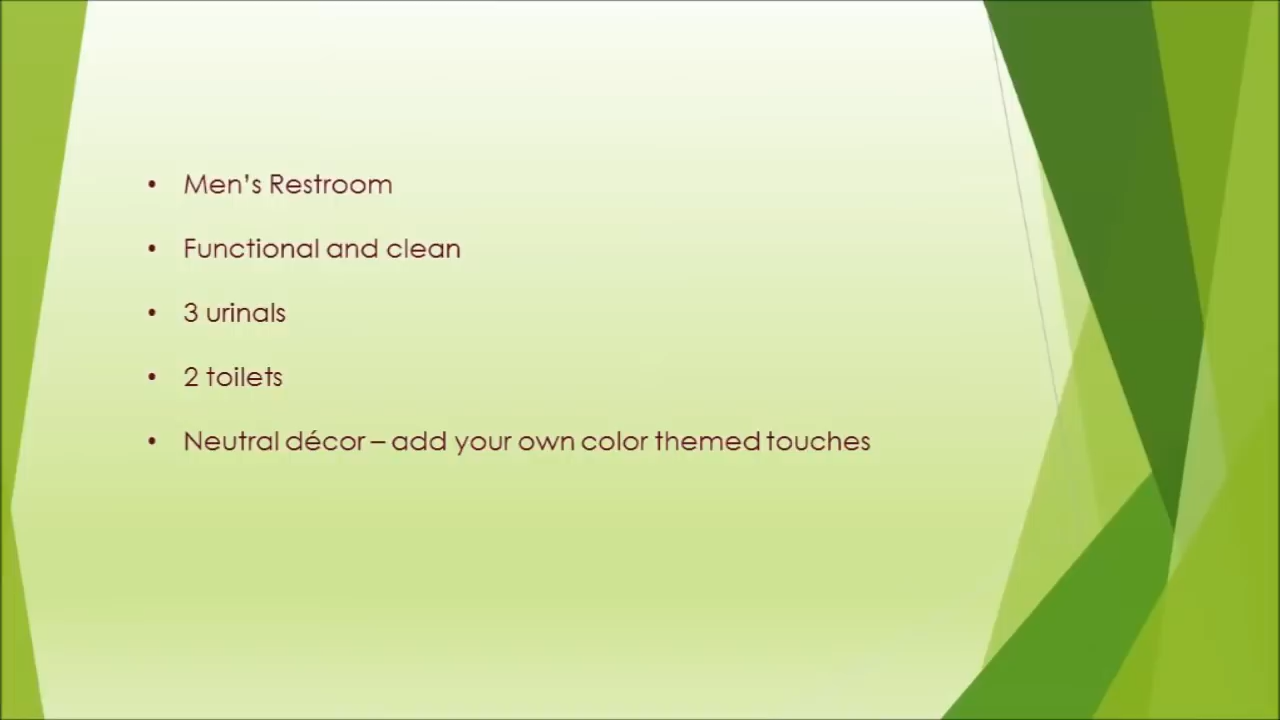 • Men's Restroom
• Functional and clean
• 3 urinals
• 2 toilets
• Neutral décor – add your own color themed touches